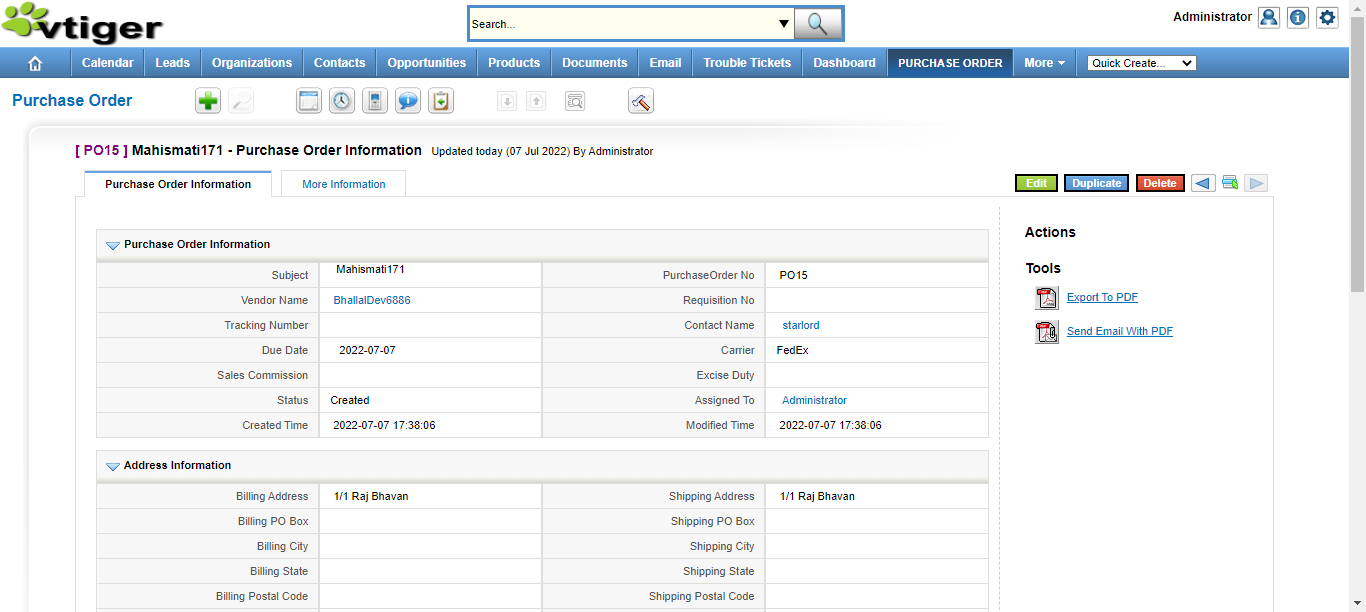 vtiger
Search...
Administrator
Calendar Leads Organizations Contacts Opportunities Products Documents Email Trouble Tickets Dashboard PURCHASE ORDER More Quick Create...
Purchase Order
[ PO15 ] Mahismati171 - Purchase Order Information Updated today (07 Jul 2022) By Administrator
Purchase Order Information More Information Edit Duplicate Delete
Purchase Order Information
Subject Mahismati171 PurchaseOrder No PO15
Vendor Name BhallalDev6886 Requisition No
Tracking Number Contact Name starlord
Due Date 2022-07-07 Carrier FedEx
Sales Commission Excise Duty
Status Created Assigned To Administrator
Created Time 2022-07-07 17:38:06 Modified Time 2022-07-07 17:38:06
Address Information
Billing Address 1/1 Raj Bhavan Shipping Address 1/1 Raj Bhavan
Billing PO Box Shipping PO Box
Billing City Shipping City
Billing State Shipping State
Billing Postal Code Shipping Postal Code
Actions
Tools
Export To PDF
Send Email With PDF